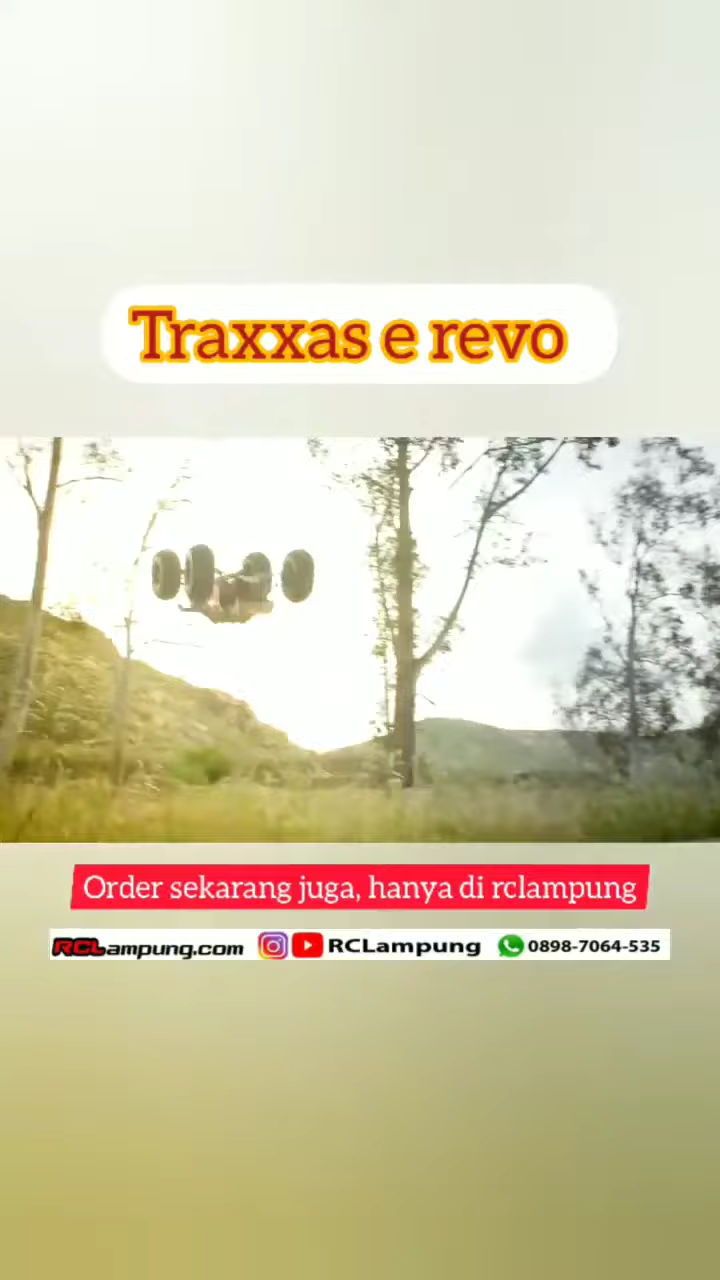 Traxxas e revo
Order sekarang juga, hanya di rclampung
RCLampung.com RCLampung 0898-7064-535